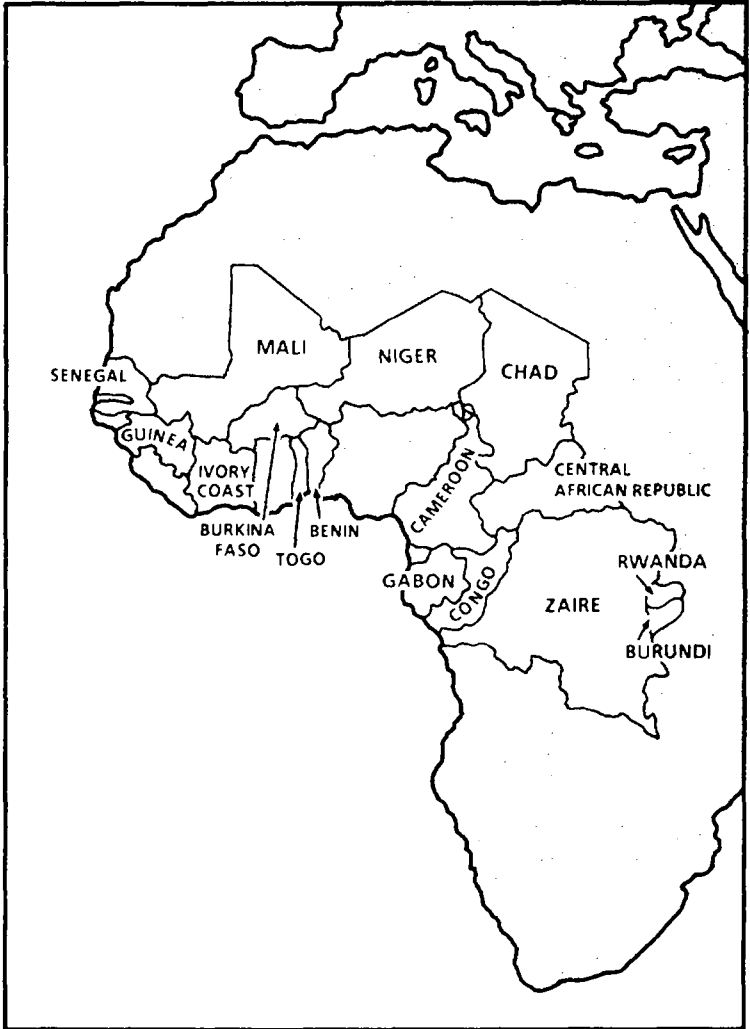 MALI
NIGER
CHAD
SENEGAL
GUINEA
IVORY
COAST
CAMEROON
CENTRAL
AFRICAN REPUBLIC
BURKINA
FASO
TOGO
BENIN
GABON
CONGO
ZAIRE
RWANDA
BURUNDI